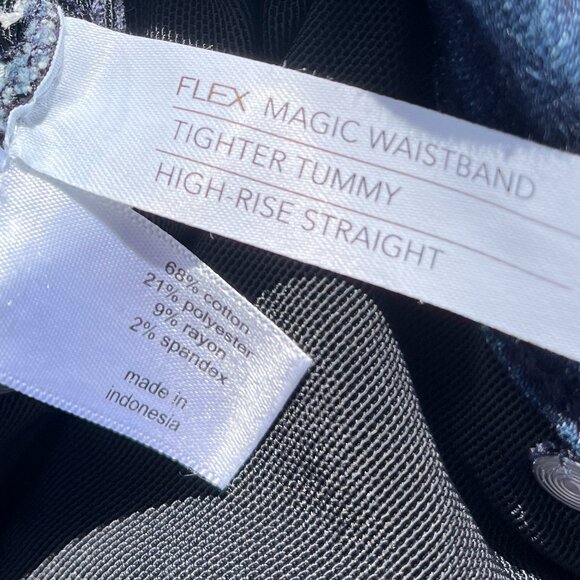 FLEX MAGIC WAISTBAND
TIGHTER TUMMY
HIGH-RISE STRAIGHT
68% cotton
21% polyester
9% rayon
2% spandex
made in
indonesia